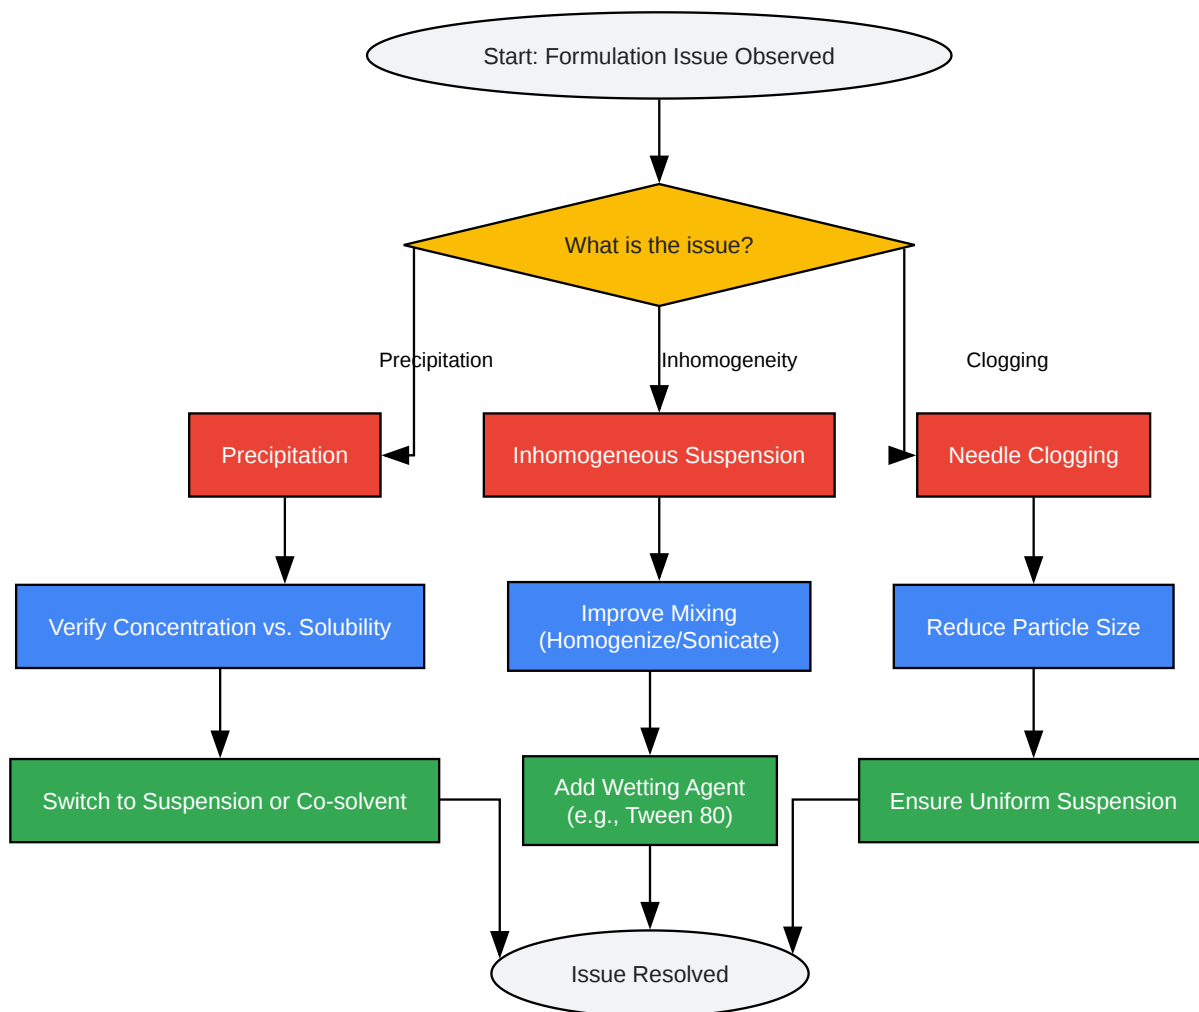 Start: Formulation Issue Observed
What is the issue?
Precipitation
Inhomogeneity
Clogging
Precipitation
Inhomogeneous Suspension
Needle Clogging
Verify Concentration vs. Solubility
Improve Mixing
(Homogenize/Sonicate)
Reduce Particle Size
Switch to Suspension or Co-solvent
Add Wetting Agent
(e.g., Tween 80)
Ensure Uniform Suspension
Issue Resolved